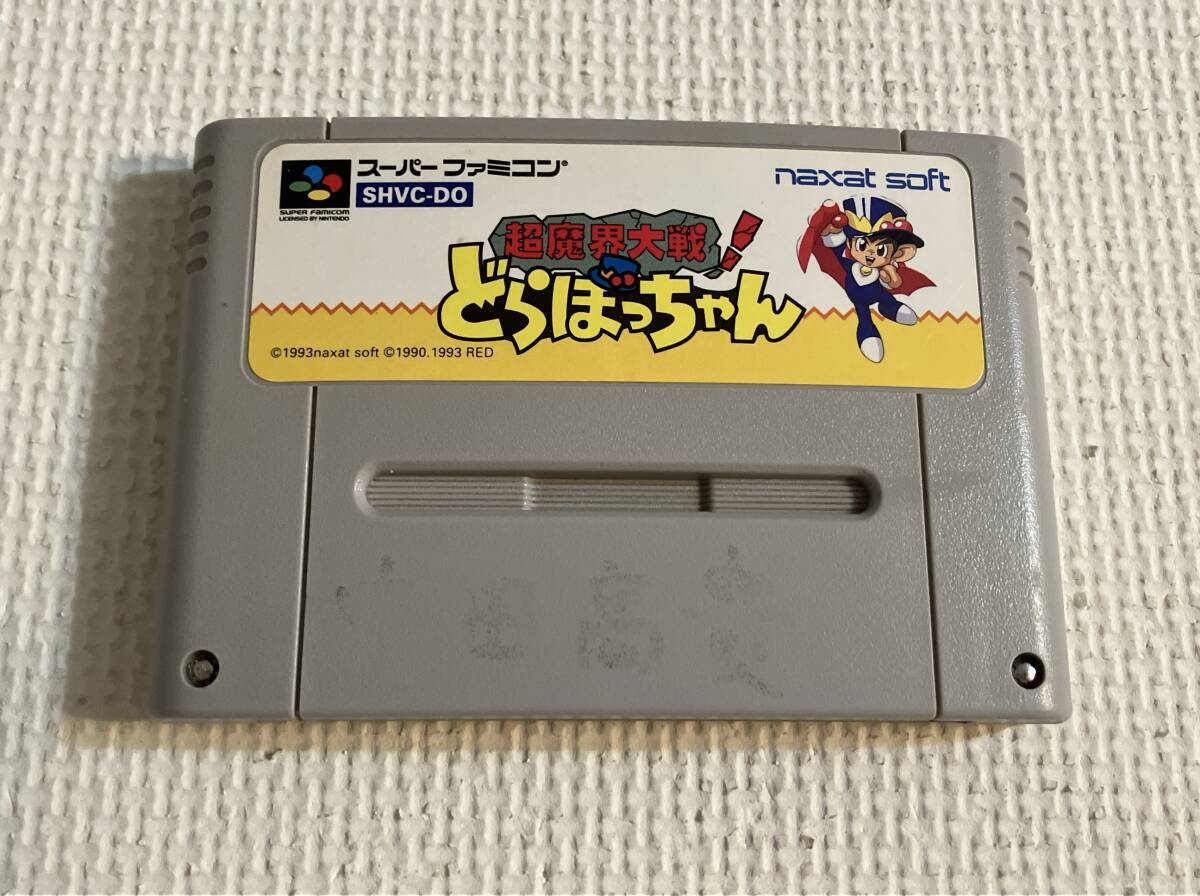 スーパーファミコン®
SHVC-DO
SUPER FAMICOM
LICENSED BY NINTENDO
naxat soft
超魔界大戦!
どらぼっちゃん
©1993naxat soft ©1990.1993 RED